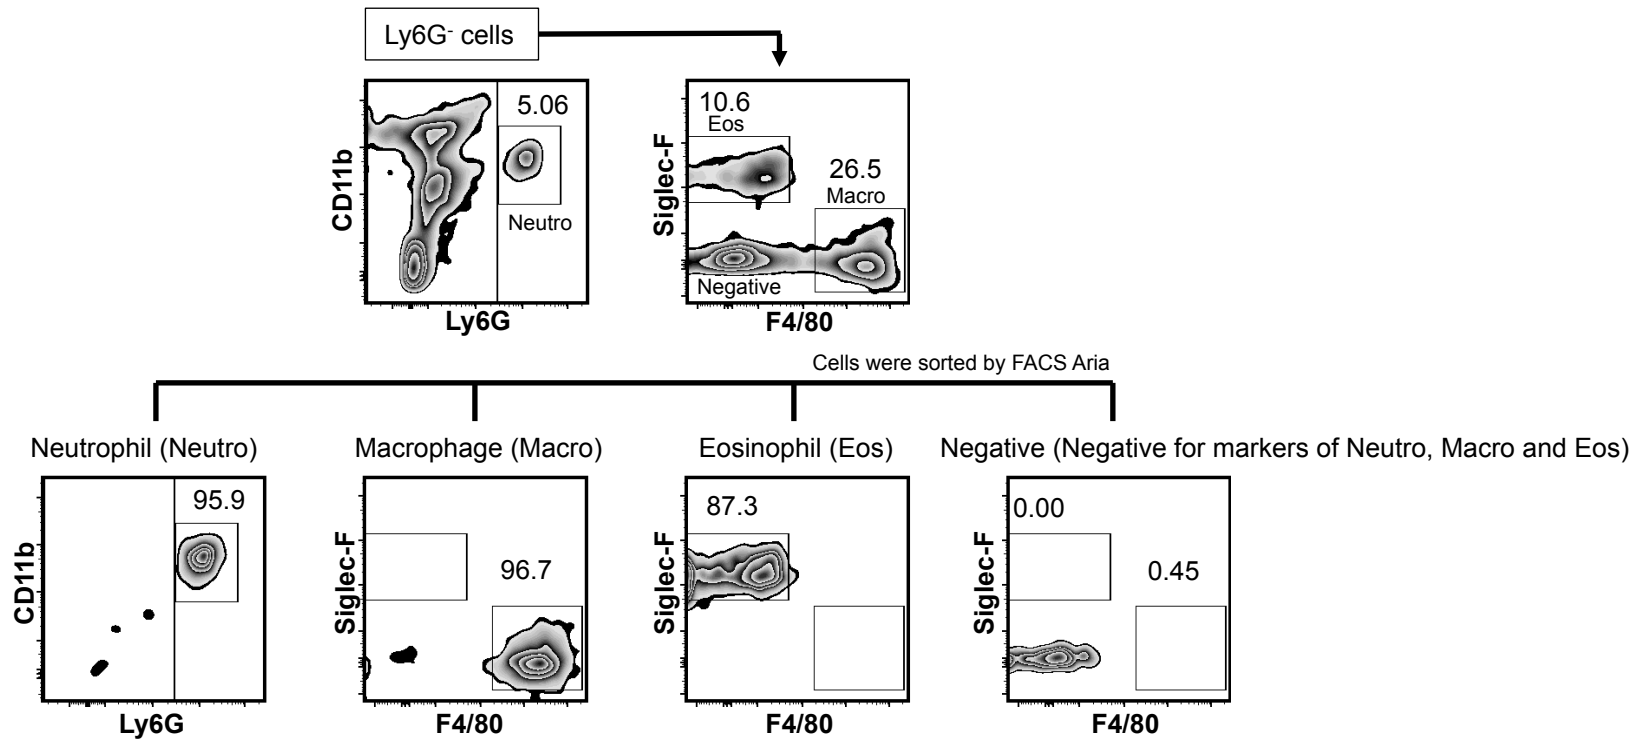 Ly6G- cells
5.06
Neutro
CD11b
Ly6G
10.6
Eos
26.5
Macro
Negative
Siglec-F
F4/80
Cells were sorted by FACS Aria
Neutrophil (Neutro)
Macrophage (Macro)
Eosinophil (Eos)
Negative (Negative for markers of Neutro, Macro and Eos)
95.9
CD11b
Ly6G
96.7
Siglec-F
F4/80
87.3
Siglec-F
F4/80
0.00
0.45
Siglec-F
F4/80